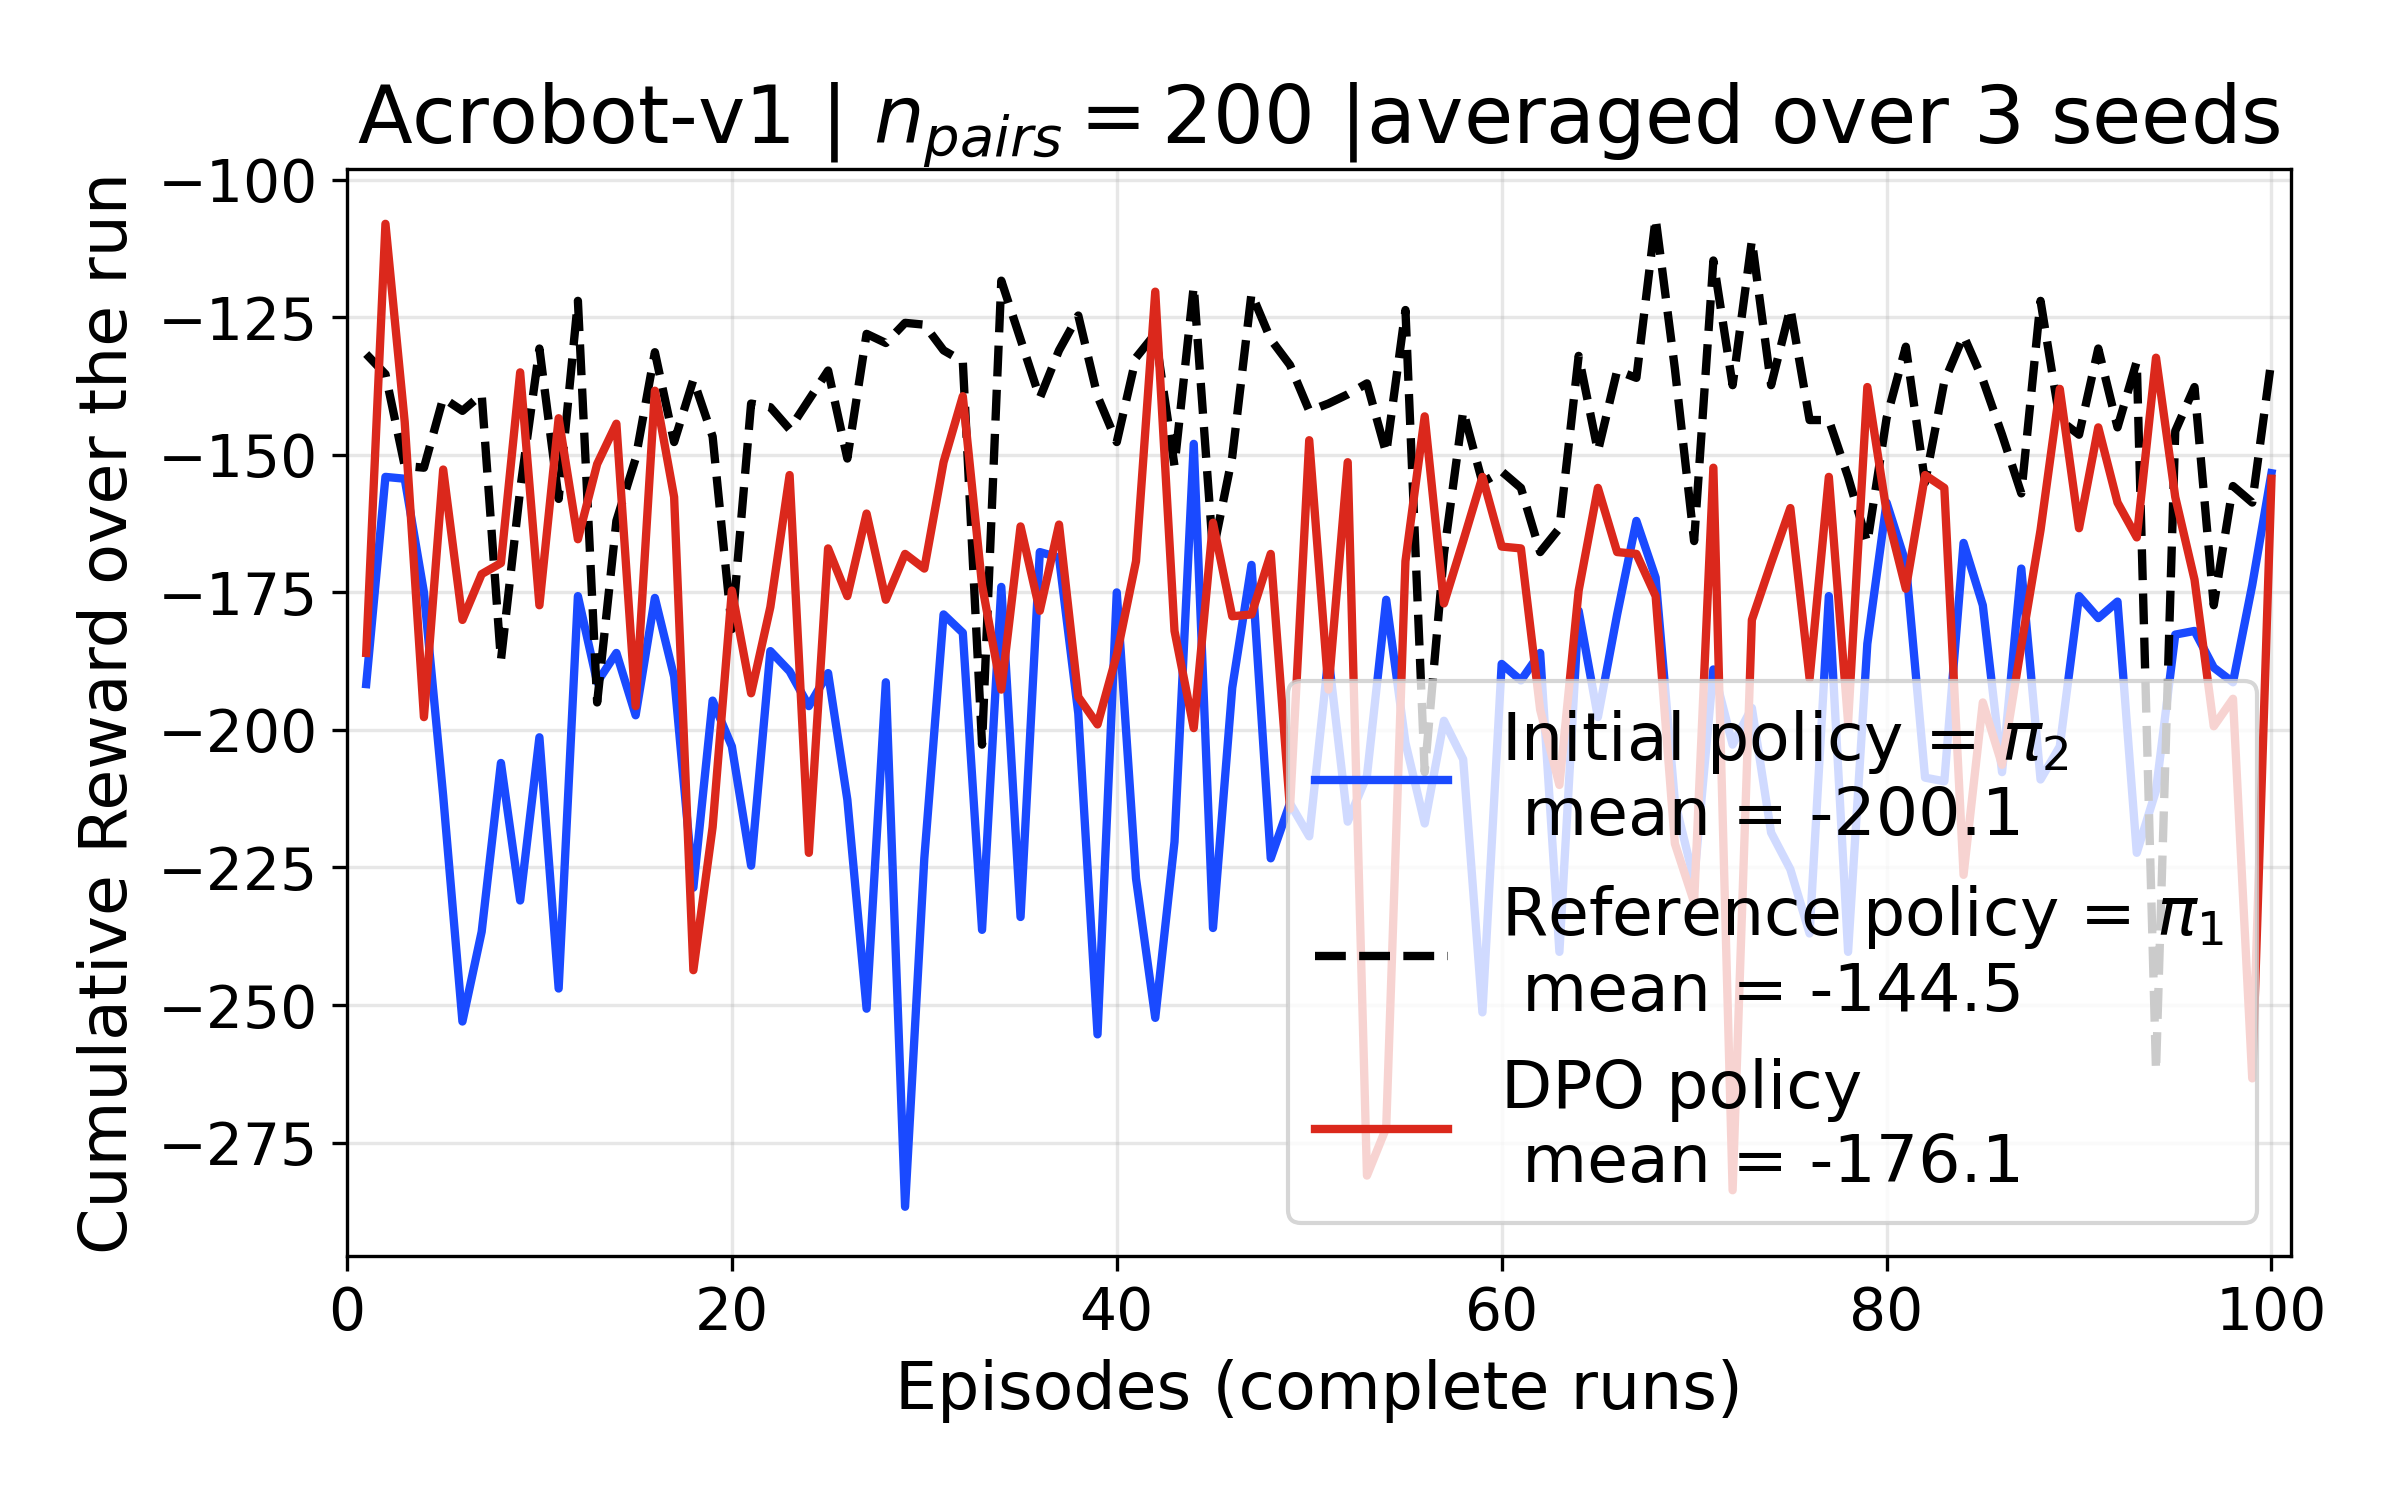 Acrobot-v1 | n_pairs = 200 |averaged over 3 seeds
Cumulative Reward over the run
−100
−125
−150
−175
−200
−225
−250
−275
Initial policy = π₂
mean = -200.1
Reference policy = π₁
mean = -144.5
DPO policy
mean = -176.1
0 20 40 60 80 100
Episodes (complete runs)